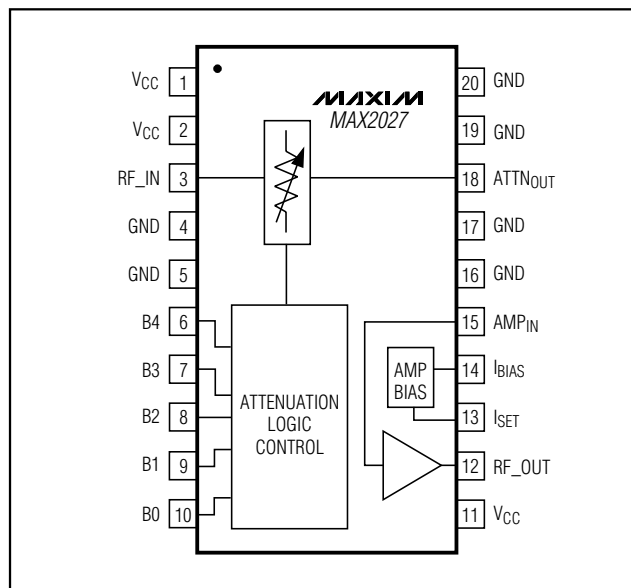 VCC 1
VCC 2
RF_IN 3
GND 4
GND 5
B4 6
B3 7
B2 8
B1 9
B0 10
MAXIM
MAX2027
ATTENUATION
LOGIC
CONTROL
AMP
BIAS
20 GND
19 GND
18 ATTNOUT
17 GND
16 GND
15 AMPIN
14 IBIAS
13 ISET
12 RF_OUT
11 VCC